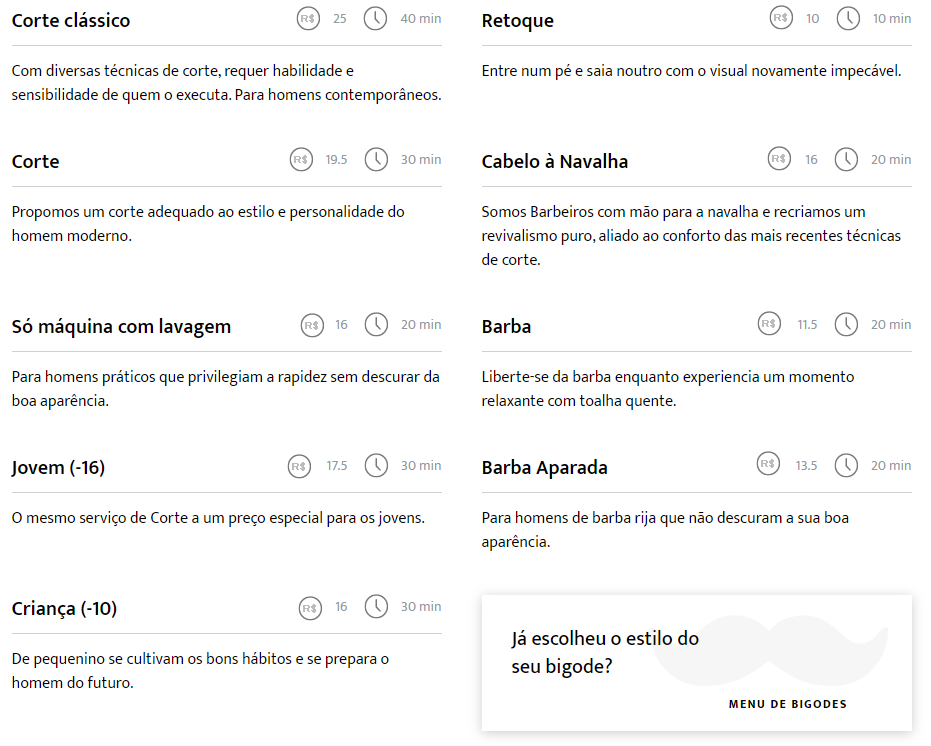 Corte clássico R$ 25 40 min
Com diversas técnicas de corte, requer habilidade e
sensibilidade de quem o executa. Para homens contemporâneos.
Corte R$ 19.5 30 min
Propomos um corte adequado ao estilo e personalidade do
homem moderno.
Só máquina com lavagem R$ 16 20 min
Para homens práticos que privilegiam a rapidez sem descurar da
boa aparência.
Jovem (-16) R$ 17.5 30 min
O mesmo serviço de Corte a um preço especial para os jovens.
Criança (-10) R$ 16 30 min
De pequenino se cultivam os bons hábitos e se prepara o
homem do futuro.
Retoque R$ 10 10 min
Entre num pé e saia noutro com o visual novamente impecável.
Cabelo à Navalha R$ 16 20 min
Somos Barbeiros com mão para a navalha e recriamos um
revivalismo puro, aliado ao conforto das mais recentes técnicas
de corte.
Barba R$ 11.5 20 min
Liberte-se da barba enquanto experiencia um momento
relaxante com toalha quente.
Barba Aparada R$ 13.5 20 min
Para homens de barba rija que não descuram a sua boa
aparência.
Já escolheu o estilo do
seu bigode?
MENU DE BIGODES